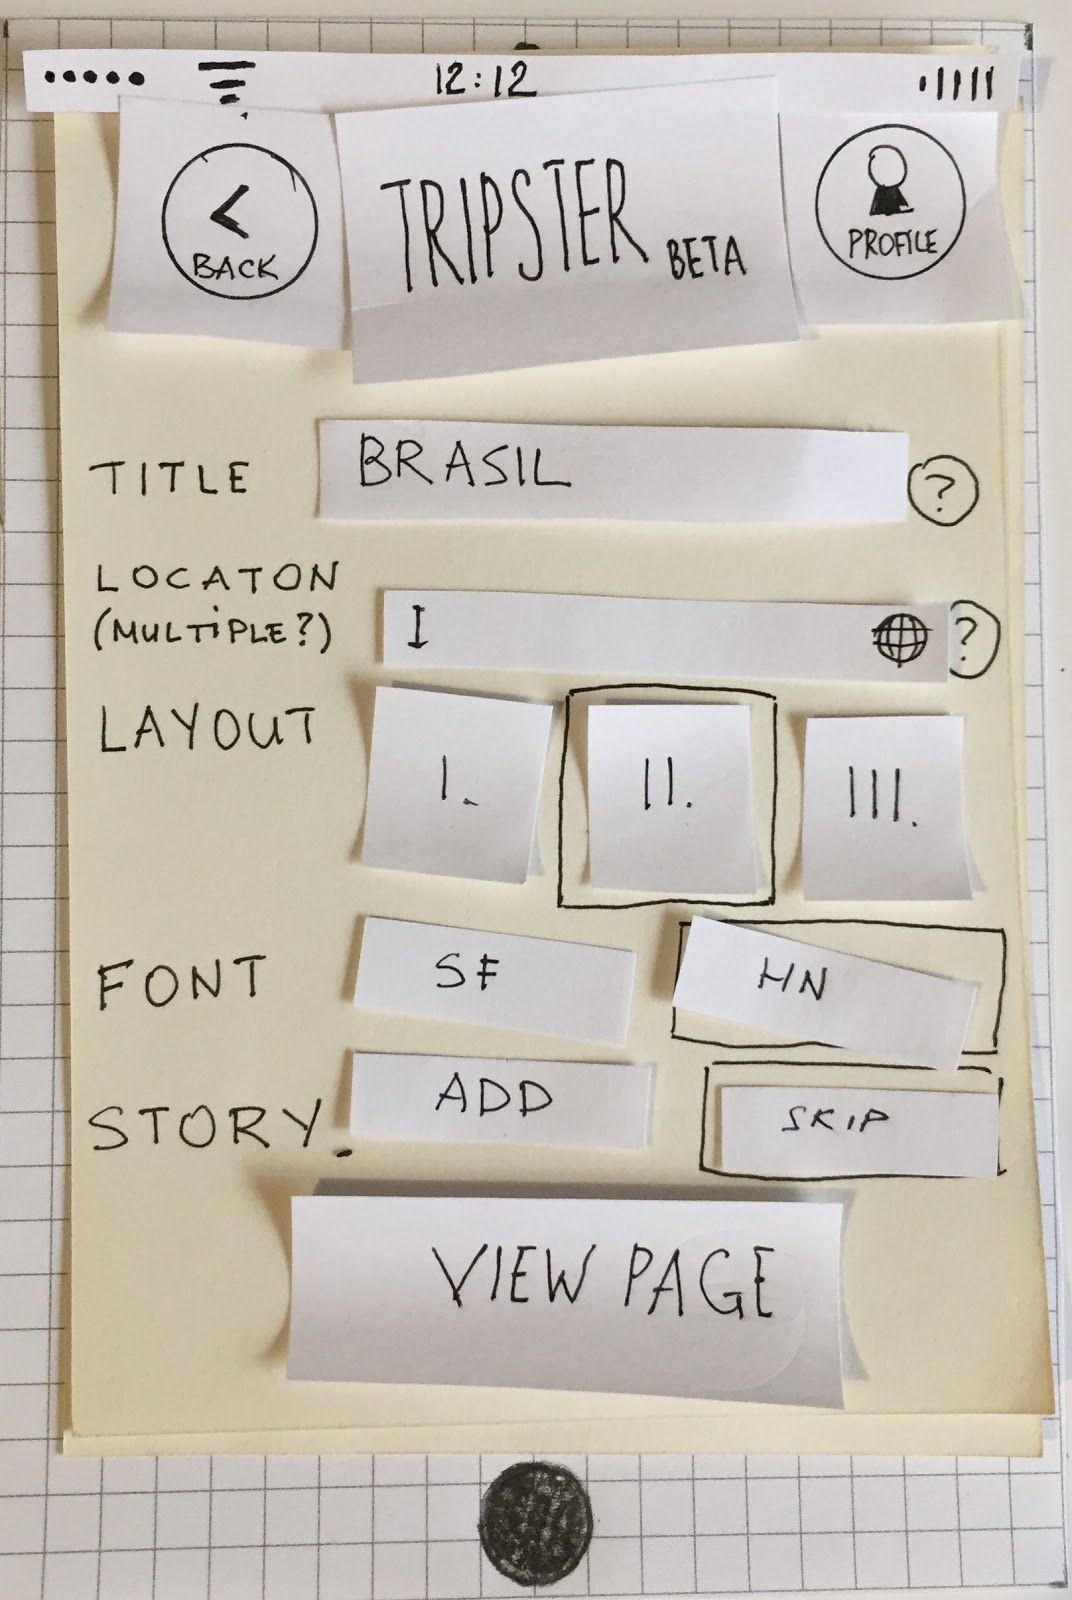 12:12
< BACK
TRIPSTER BETA
PROFILE
TITLE BRASIL ?
LOCATON
(MULTIPLE?) I ?
LAYOUT I. II. III.
FONT SF HN
STORY. ADD SKIP
VIEW PAGE